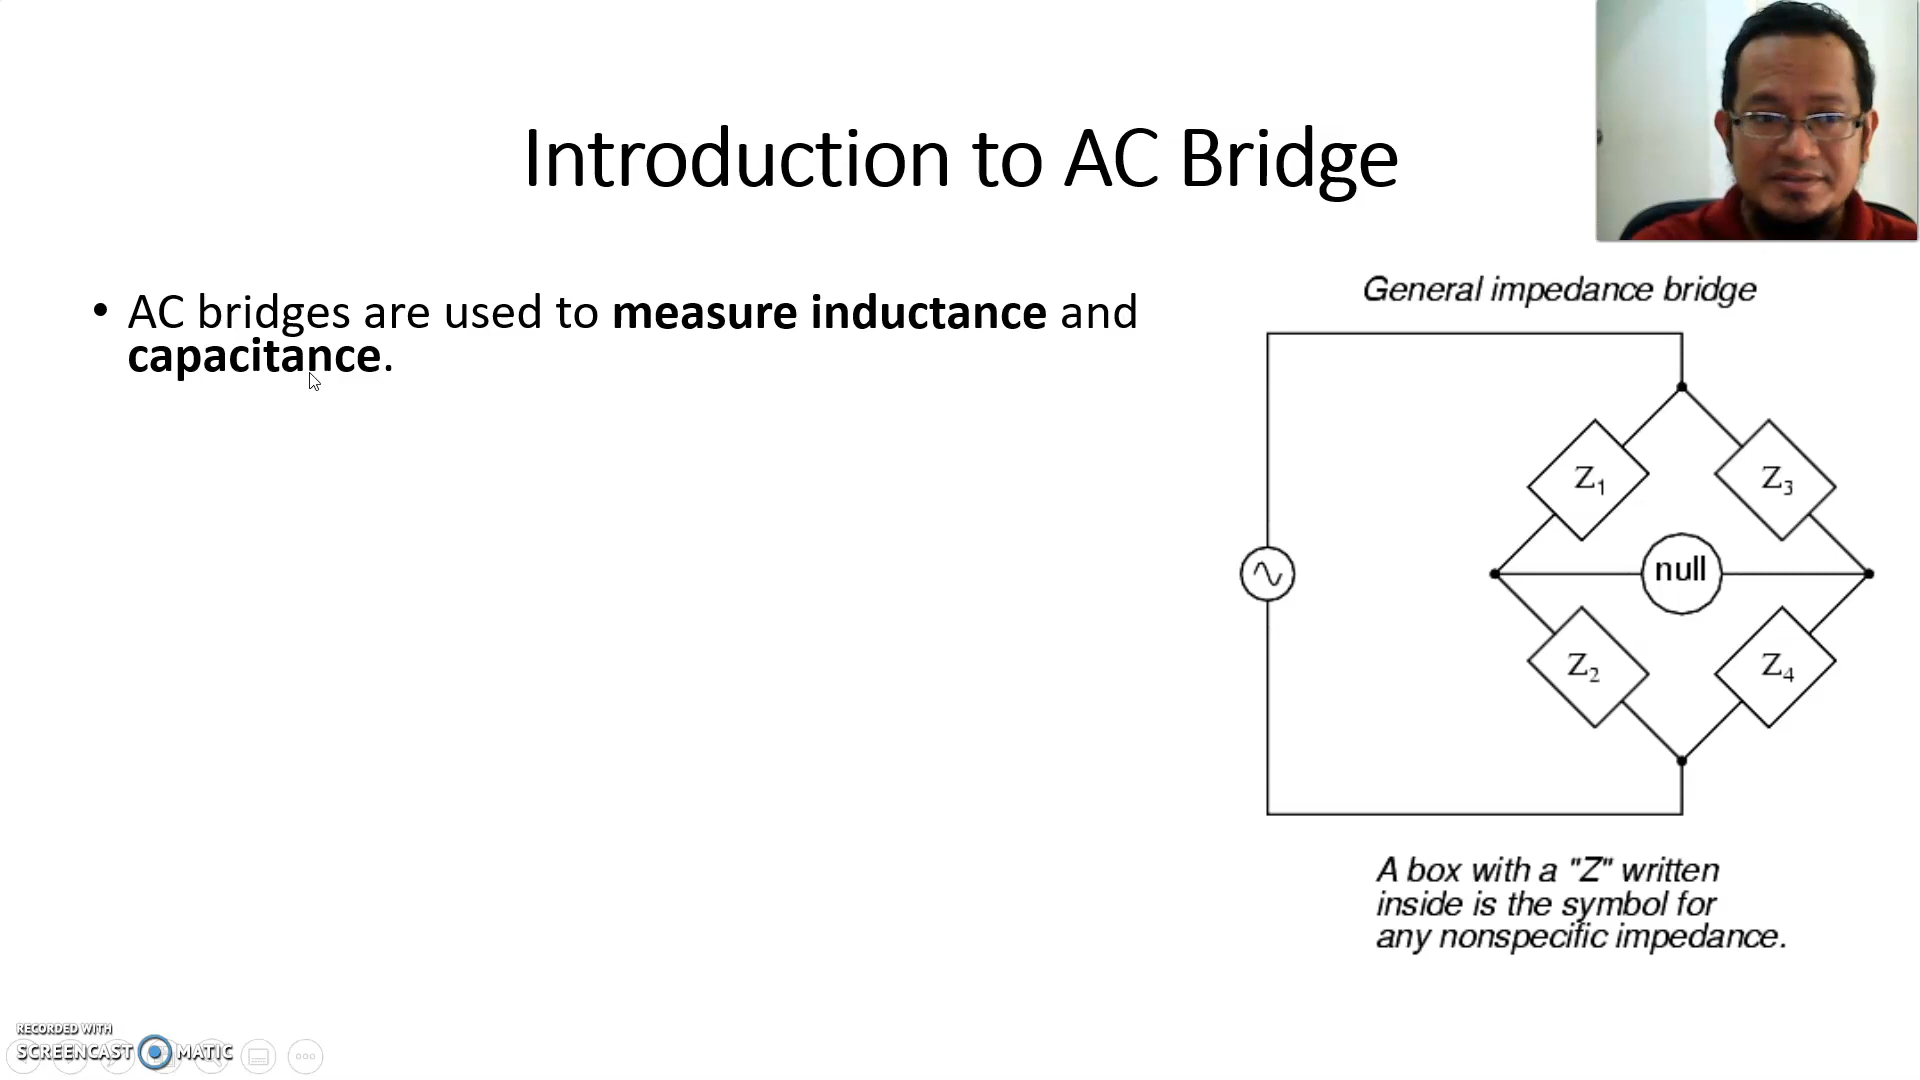 Introduction to AC Bridge
• AC bridges are used to measure inductance and
capacitance.
General impedance bridge
Z1
Z3
null
Z2
Z4
A box with a "Z" written
inside is the symbol for
any nonspecific impedance.
RECORDED WITH
SCREENCAST MATIC